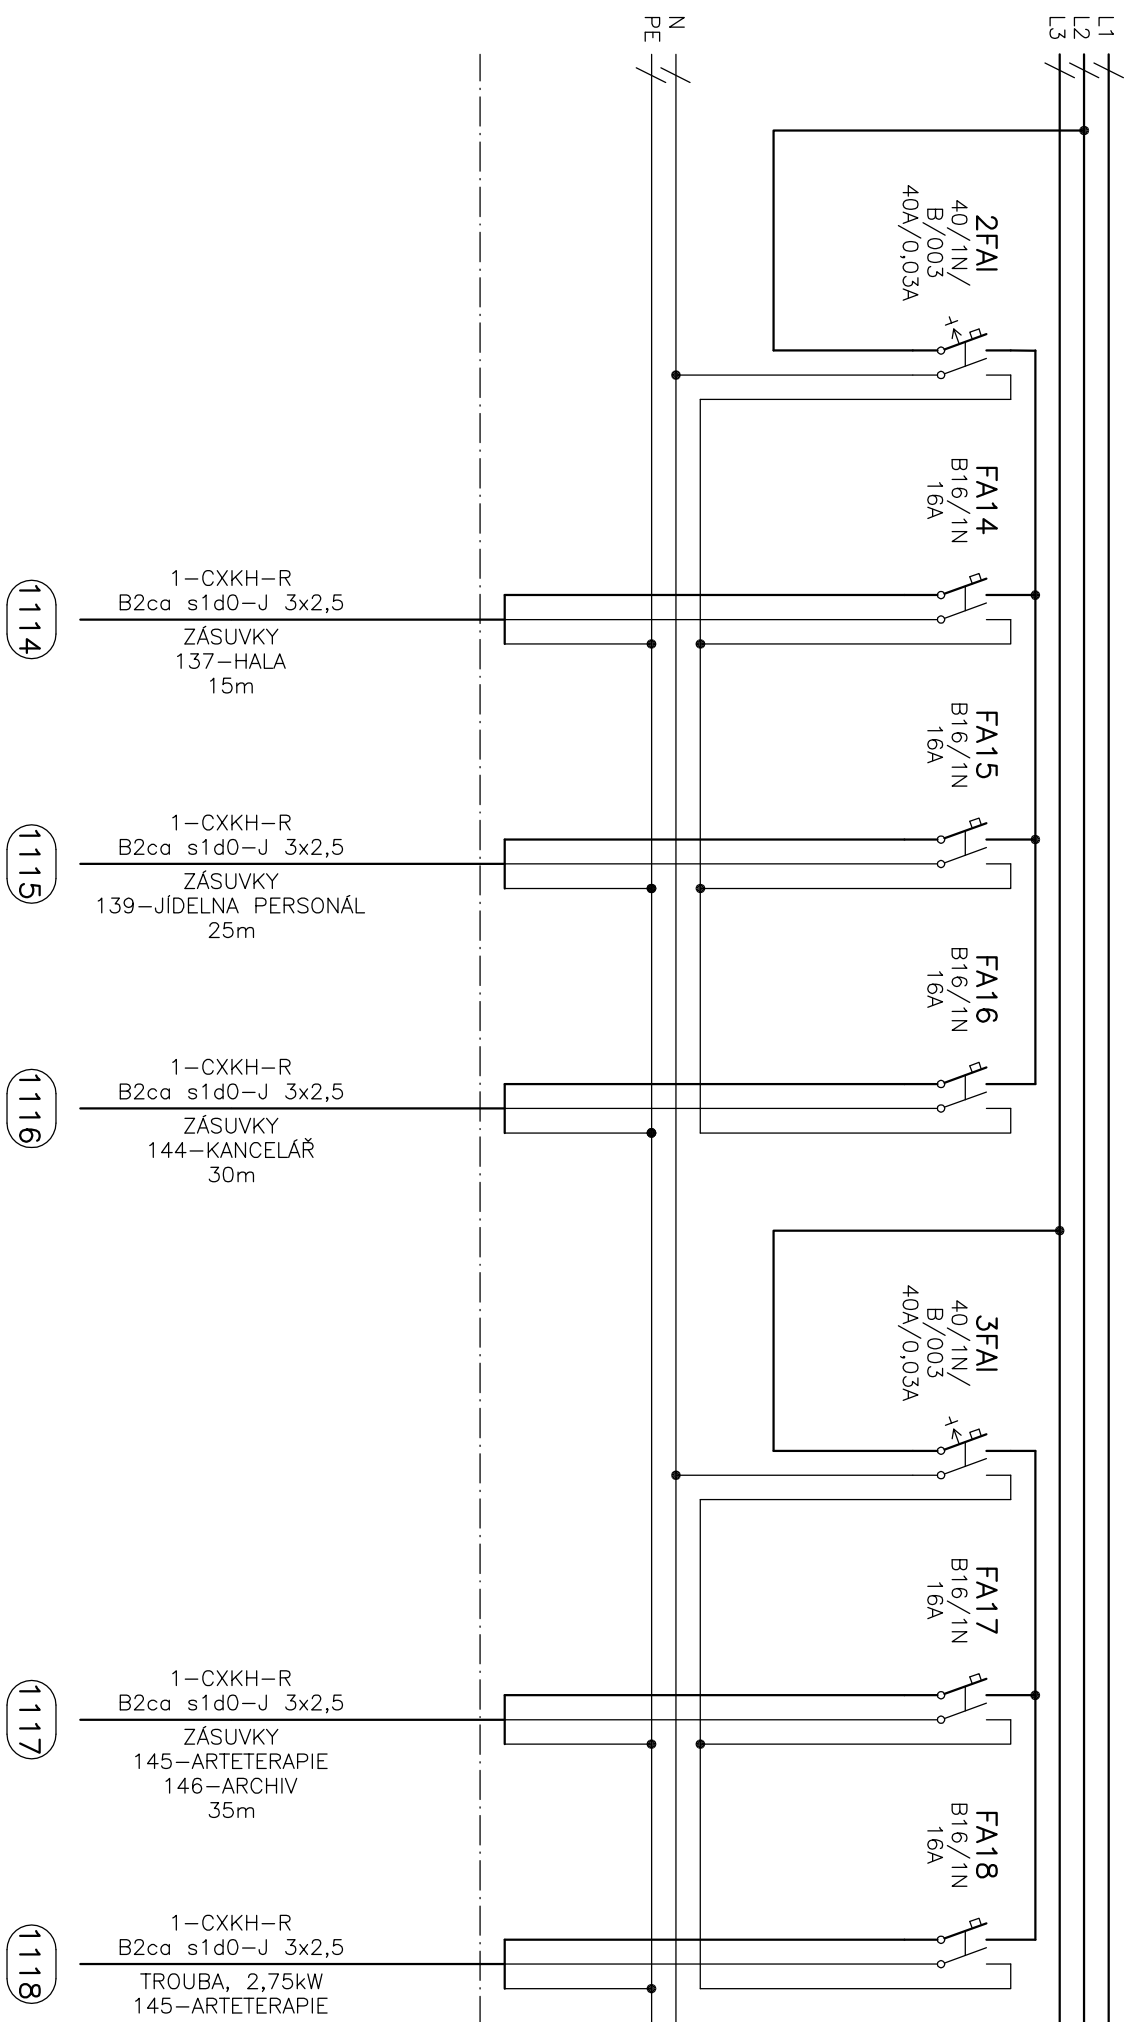 L1
L2
L3
N
PE
2FAI
40/1N/
B/003
40A/0,03A
FA14
B16/1N
16A
1-CXKH-R
B2ca s1d0-J 3x2,5
ZÁSUVKY
137-HALA
15m
1114
FA15
B16/1N
16A
1-CXKH-R
B2ca s1d0-J 3x2,5
ZÁSUVKY
139-JÍDELNA PERSONÁL
25m
1115
FA16
B16/1N
16A
1-CXKH-R
B2ca s1d0-J 3x2,5
ZÁSUVKY
144-KANCELÁŘ
30m
1116
3FAI
40/1N/
B/003
40A/0,03A
FA17
B16/1N
16A
1-CXKH-R
B2ca s1d0-J 3x2,5
ZÁSUVKY
145-ARTETERAPIE
146-ARCHIV
35m
1117
FA18
B16/1N
16A
1-CXKH-R
B2ca s1d0-J 3x2,5
TROUBA, 2,75kW
145-ARTETERAPIE
1118